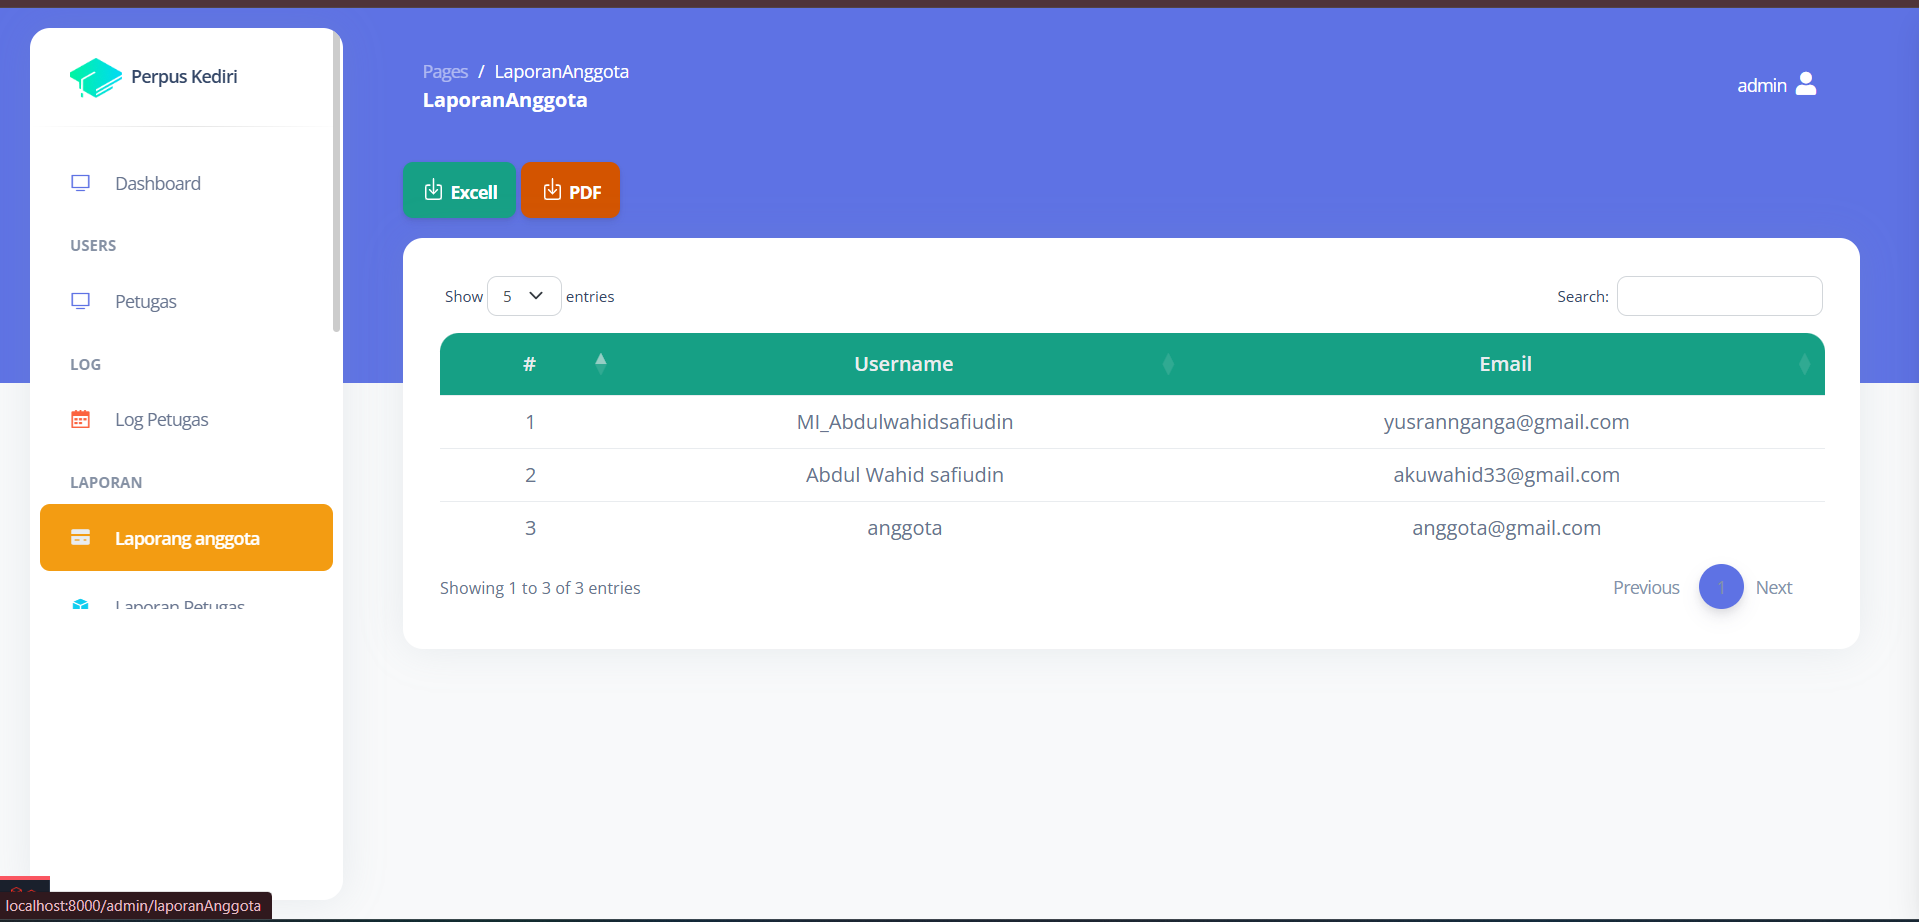 Perpus Kediri
Dashboard
USERS
Petugas
LOG
Log Petugas
LAPORAN
Laporang anggota
Laporan Petugas
Pages / LaporanAnggota
LaporanAnggota
admin
Excell PDF
Show 5 entries
Search:
# Username Email
1 MI_Abdulwahidsafiudin yusrannganga@gmail.com
2 Abdul Wahid safiudin akuwahid33@gmail.com
3 anggota anggota@gmail.com
Showing 1 to 3 of 3 entries
Previous 1 Next
localhost:8000/admin/laporanAnggota